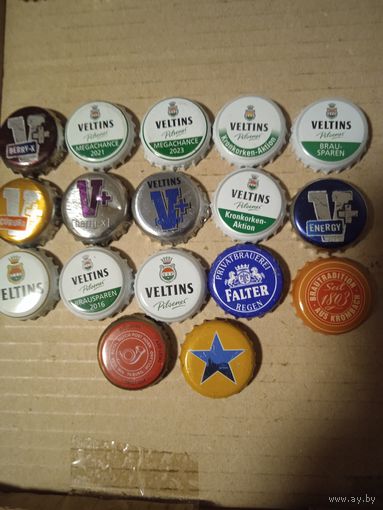 V+
BERRY-X
VELTINS
Pilsener
MEGACHANCE
2021
VELTINS
Pilsener
MEGACHANCE
2023
VELTINS
Pilsener
Kronkorken-Aktion
VELTINS
Pilsener
BRAU-
SPAREN
V+
V+
VELTINS
V+
VELTINS
Pilsener
Kronkorken-
Aktion
V+
ENERGY
ELTINS
VELTINS
Pilsener
BRAUSPAREN
2016
VELTINS
Pilsener
PRIVATBRAUEREI
FALTER
REGEN
BRAUTRADITION
Seit
1803
AUS KROMBACH
https://www.ay.by